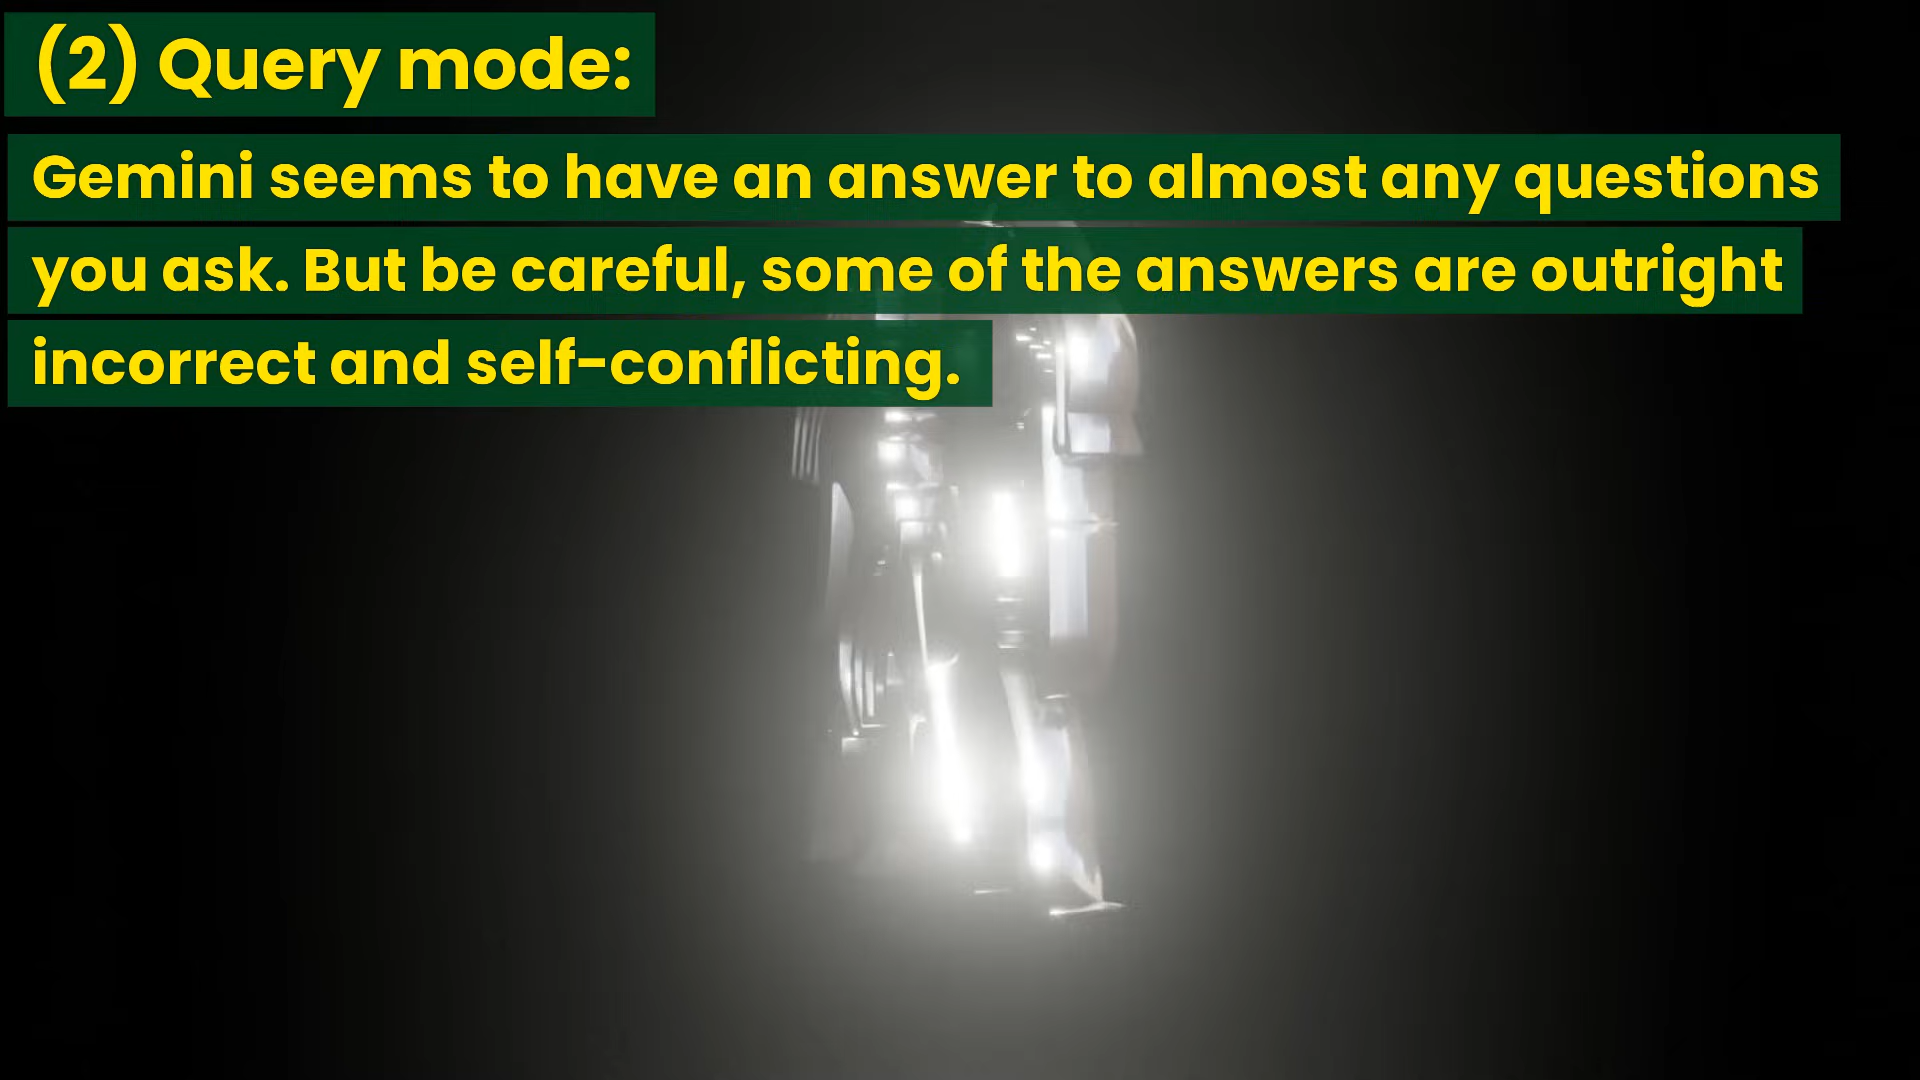 (2) Query mode:
Gemini seems to have an answer to almost any questions
you ask. But be careful, some of the answers are outright
incorrect and self-conflicting.